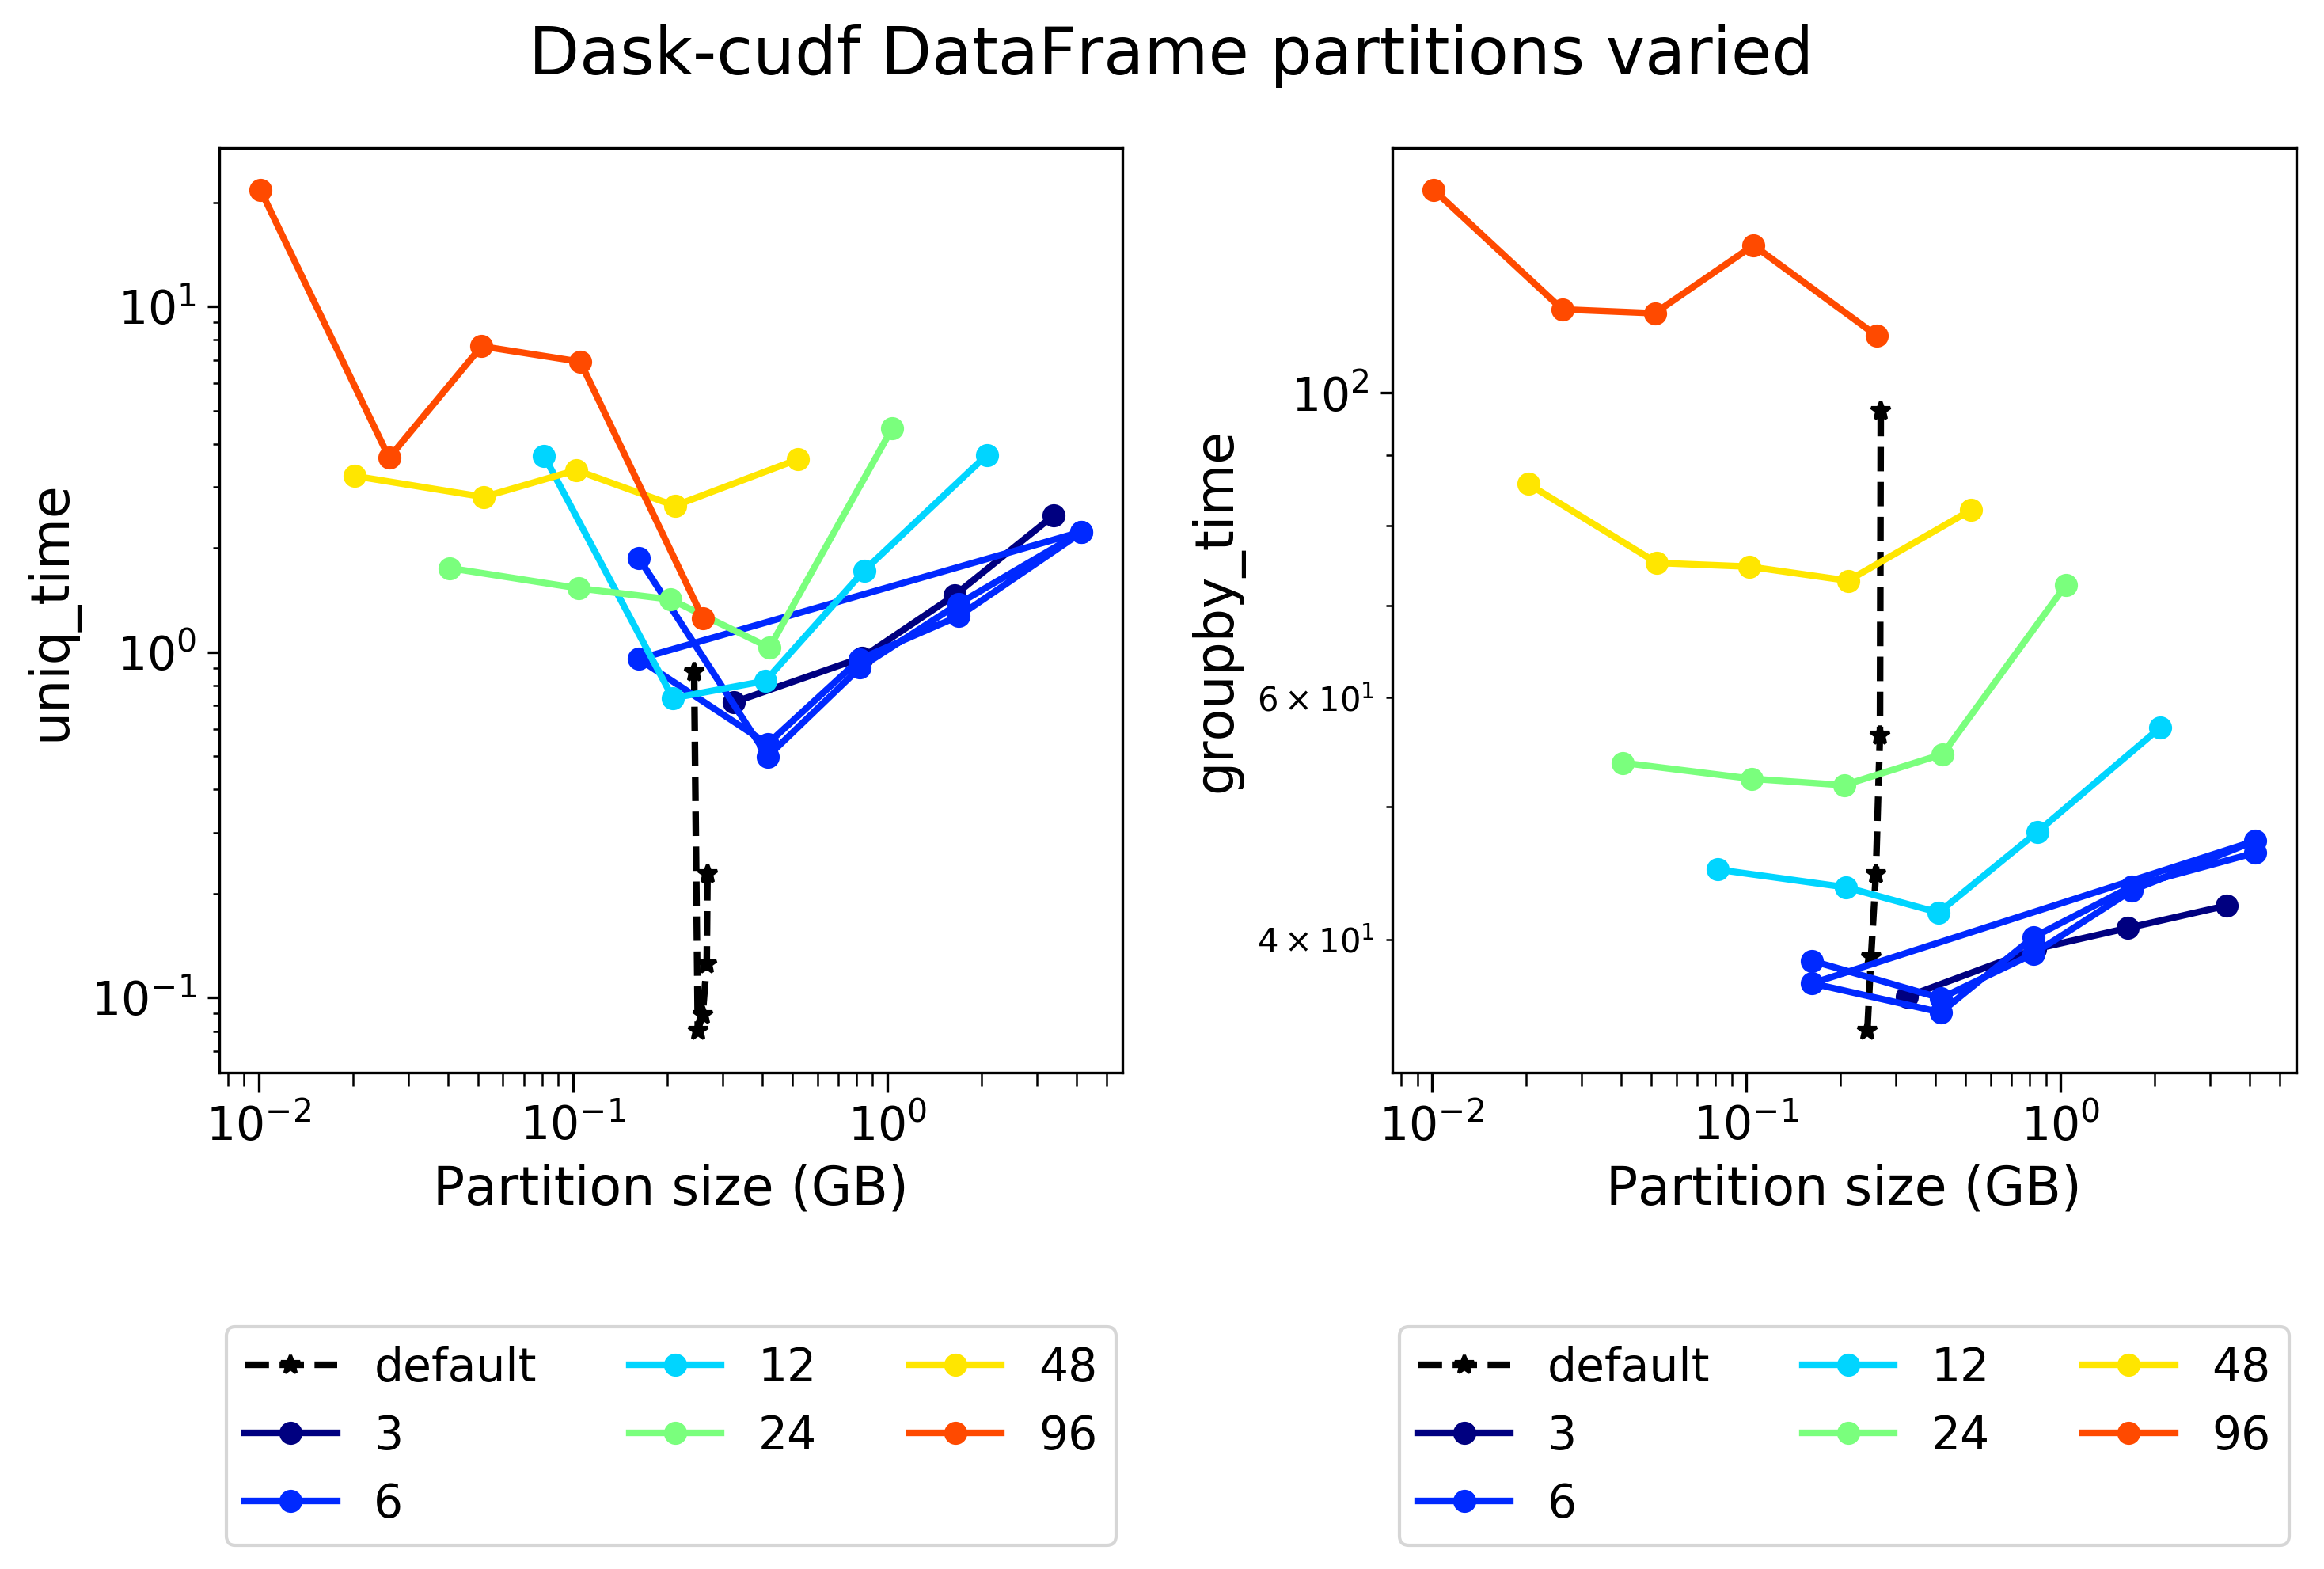 Dask-cudf DataFrame partitions varied
uniq_time
10¹
10⁰
10⁻¹
10⁻² 10⁻¹ 10⁰
Partition size (GB)
default 12 48
3 24 96
6
groupby_time
10²
6×10¹
4×10¹
10⁻² 10⁻¹ 10⁰
Partition size (GB)
default 12 48
3 24 96
6